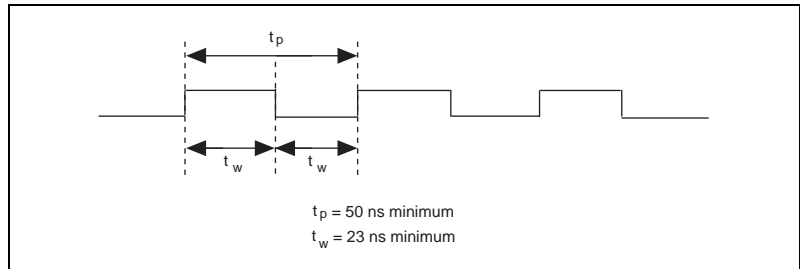 tp
tw tw
tp = 50 ns minimum
tw = 23 ns minimum